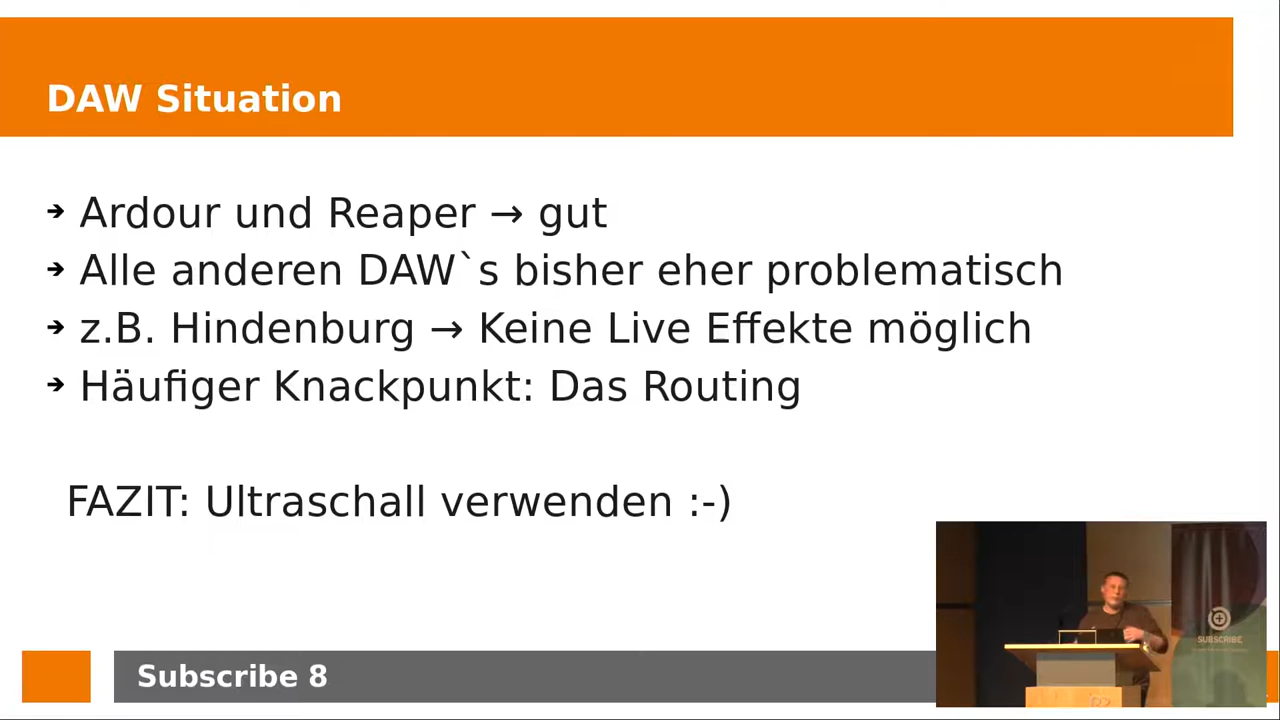 DAW Situation
➔ Ardour und Reaper → gut
➔ Alle anderen DAW`s bisher eher problematisch
➔ z.B. Hindenburg → Keine Live Effekte möglich
➔ Häufiger Knackpunkt: Das Routing
FAZIT: Ultraschall verwenden :-)
SUBSCRIBE
Subscribe 8